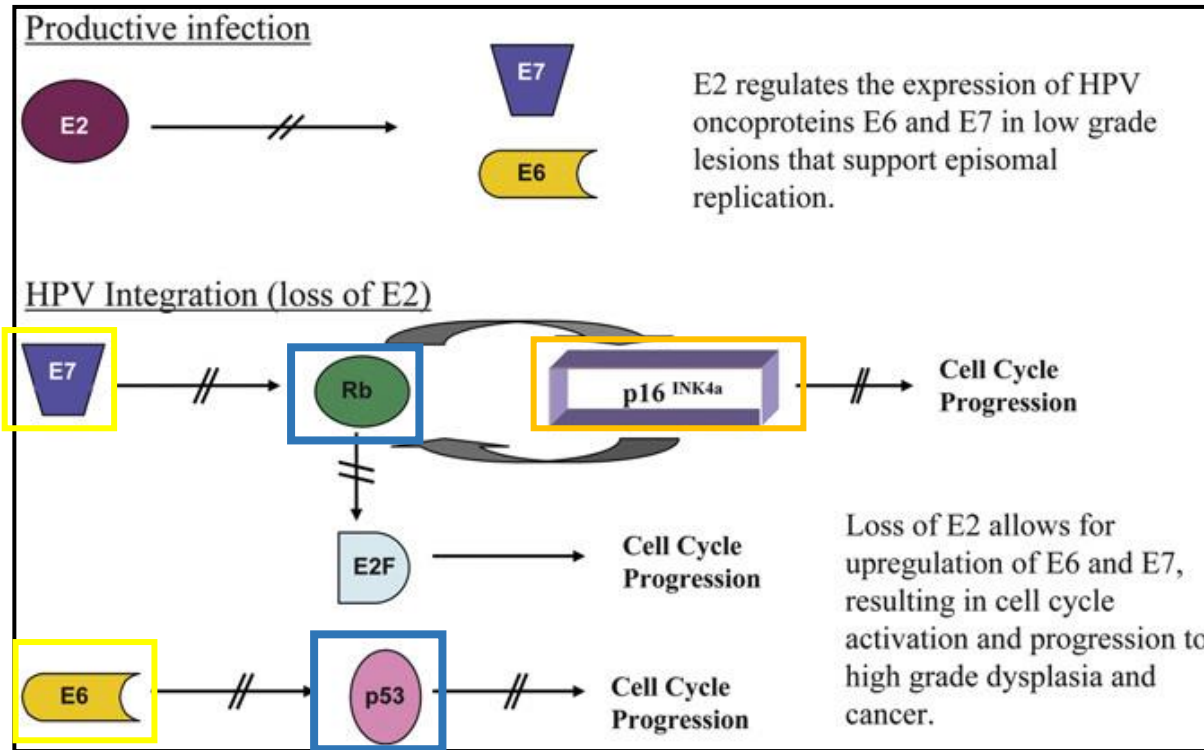 Productive infection
E2
E7
E6
E2 regulates the expression of HPV
oncoproteins E6 and E7 in low grade
lesions that support episomal
replication.
HPV Integration (loss of E2)
E7
Rb
p16 INK4a
Cell Cycle
Progression
E2F
Cell Cycle
Progression
E6
p53
Cell Cycle
Progression
Loss of E2 allows for
upregulation of E6 and E7,
resulting in cell cycle
activation and progression to
high grade dysplasia and
cancer.